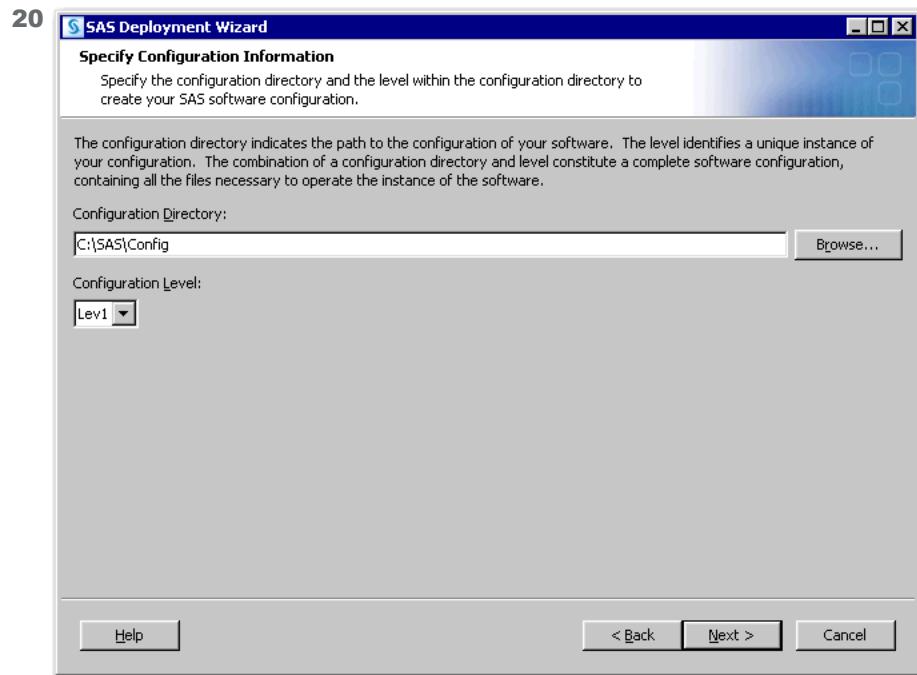 20
SAS Deployment Wizard
Specify Configuration Information
Specify the configuration directory and the level within the configuration directory to
create your SAS software configuration.
The configuration directory indicates the path to the configuration of your software.  The level identifies a unique instance of
your configuration.  The combination of a configuration directory and level constitute a complete software configuration,
containing all the files necessary to operate the instance of the software.
Configuration Directory:
C:\SAS\Config
Browse...
Configuration Level:
Lev1
Help
< Back
Next >
Cancel